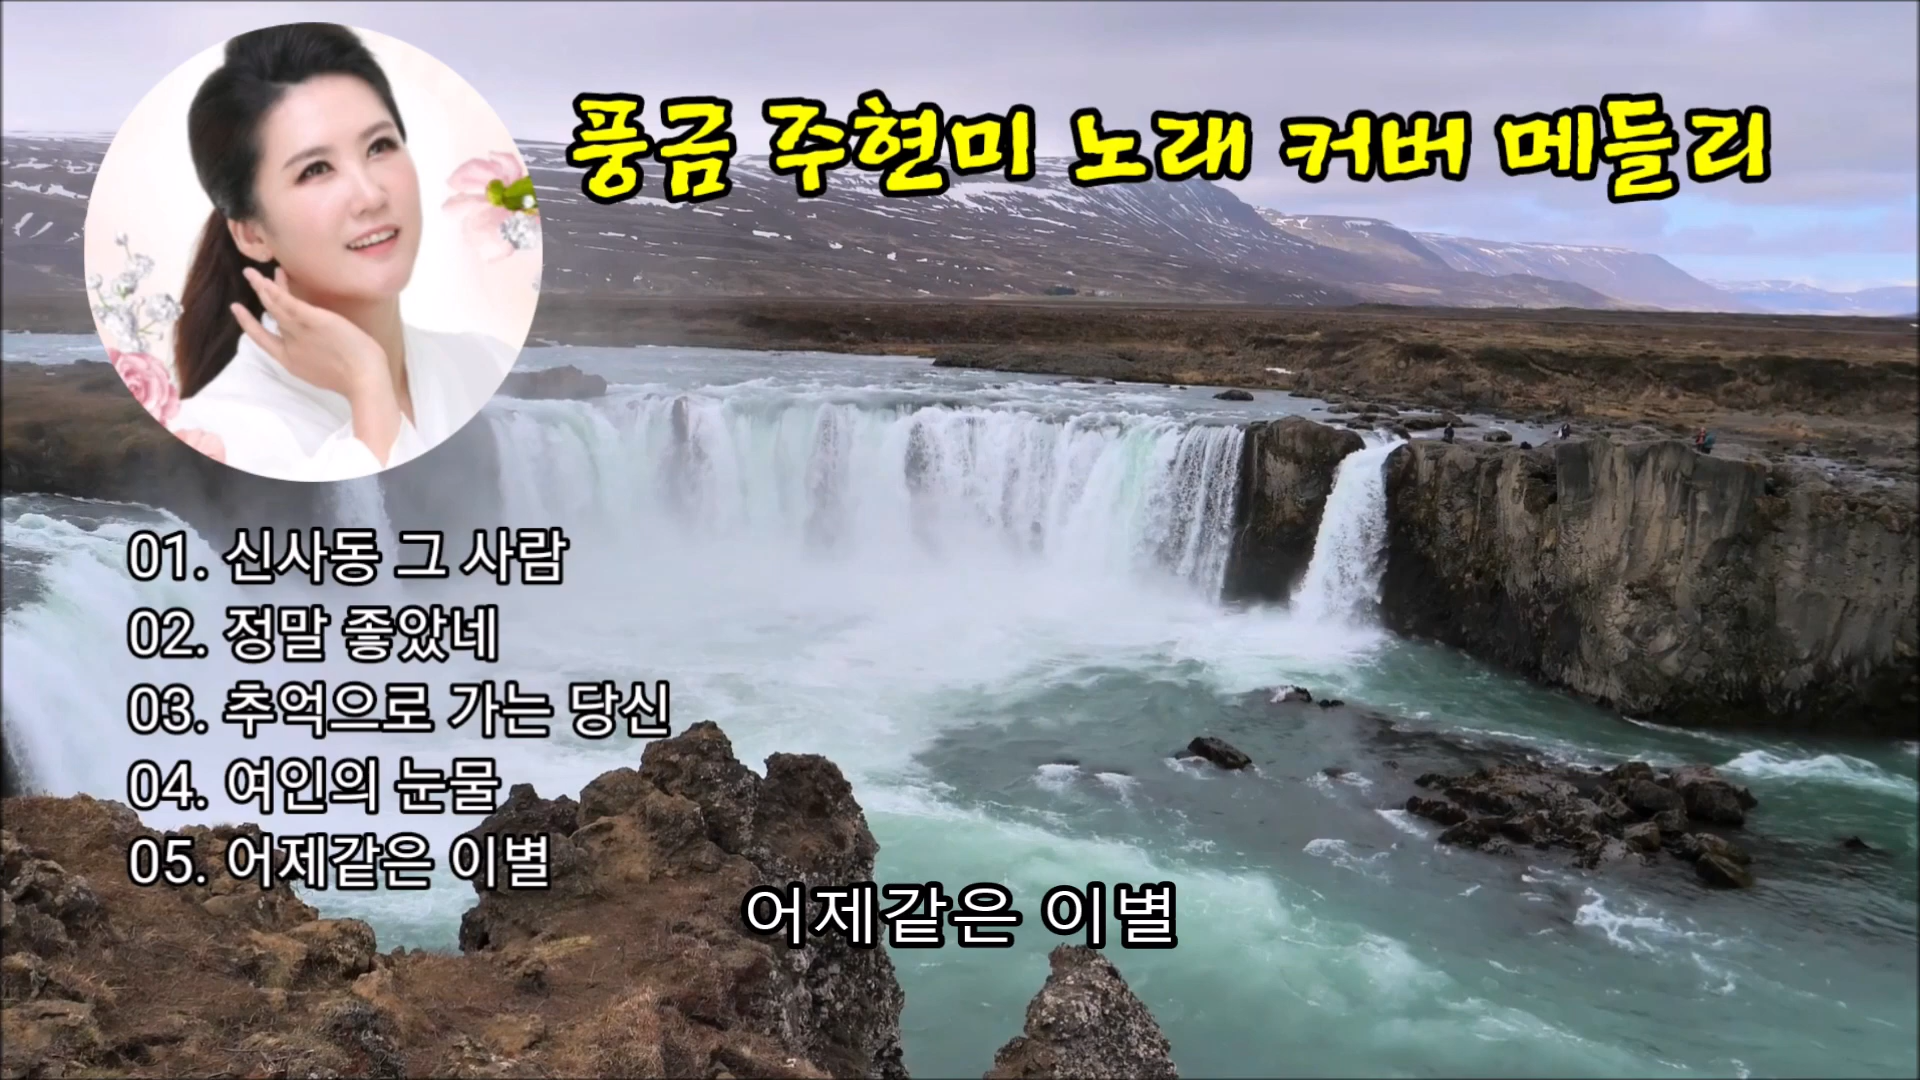 풍금 주현미 노래 커버 메들리
01. 신사동 그 사람
02. 정말 좋았네
03. 추억으로 가는 당신
04. 여인의 눈물
05. 어제같은 이별
어제같은 이별